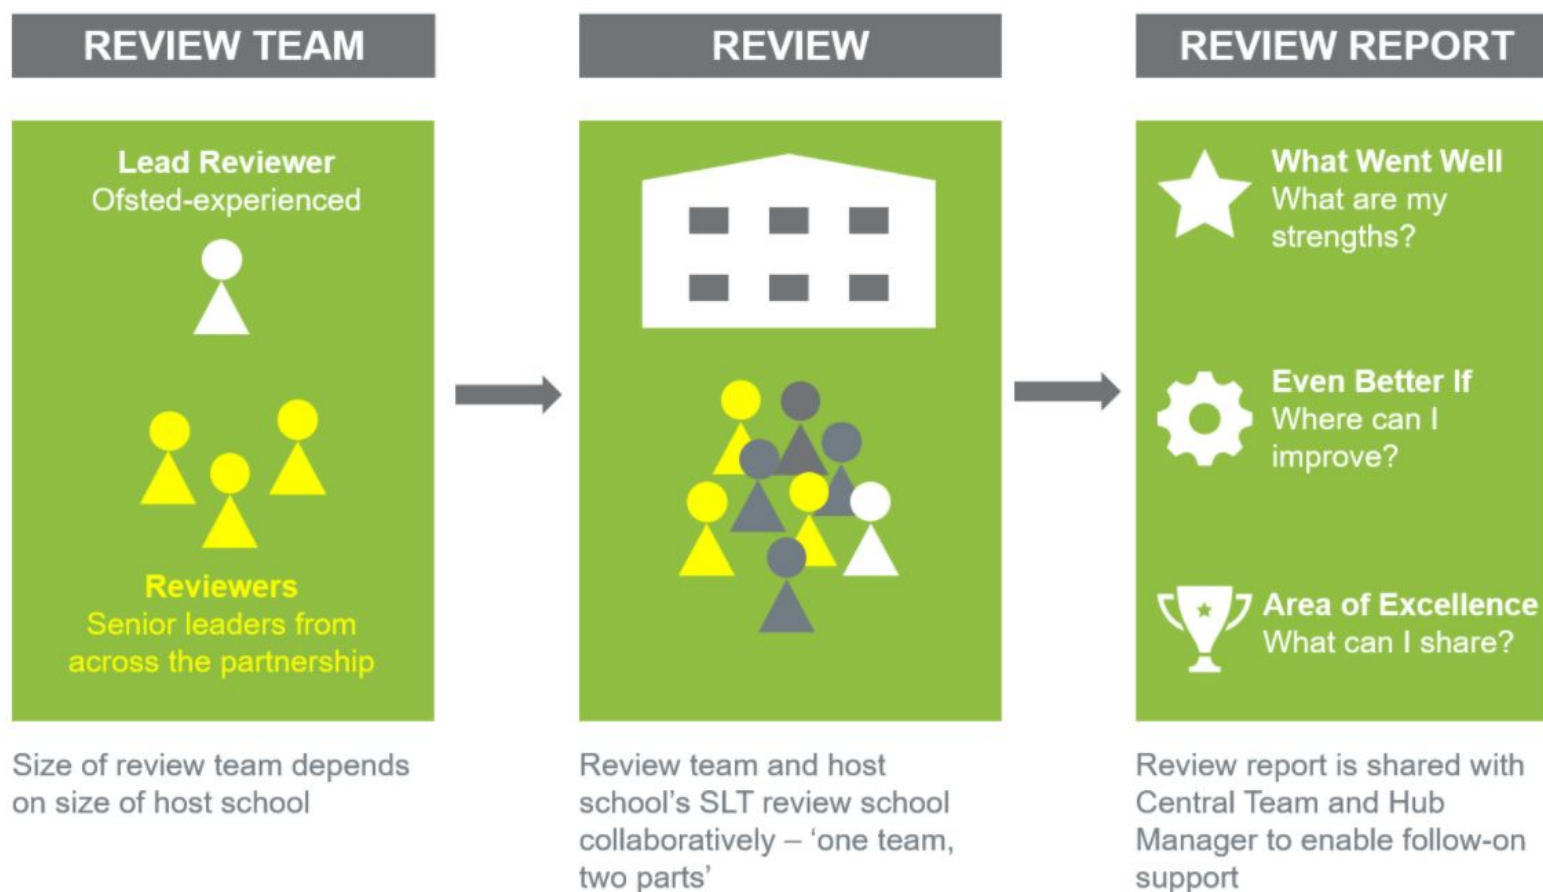 REVIEW TEAM
Lead Reviewer
Ofsted-experienced
Reviewers
Senior leaders from
across the partnership
Size of review team depends
on size of host school
REVIEW
Review team and host
school's SLT review school
collaboratively – 'one team,
two parts'
REVIEW REPORT
What Went Well
What are my
strengths?
Even Better If
Where can I
improve?
Area of Excellence
What can I share?
Review report is shared with
Central Team and Hub
Manager to enable follow-on
support